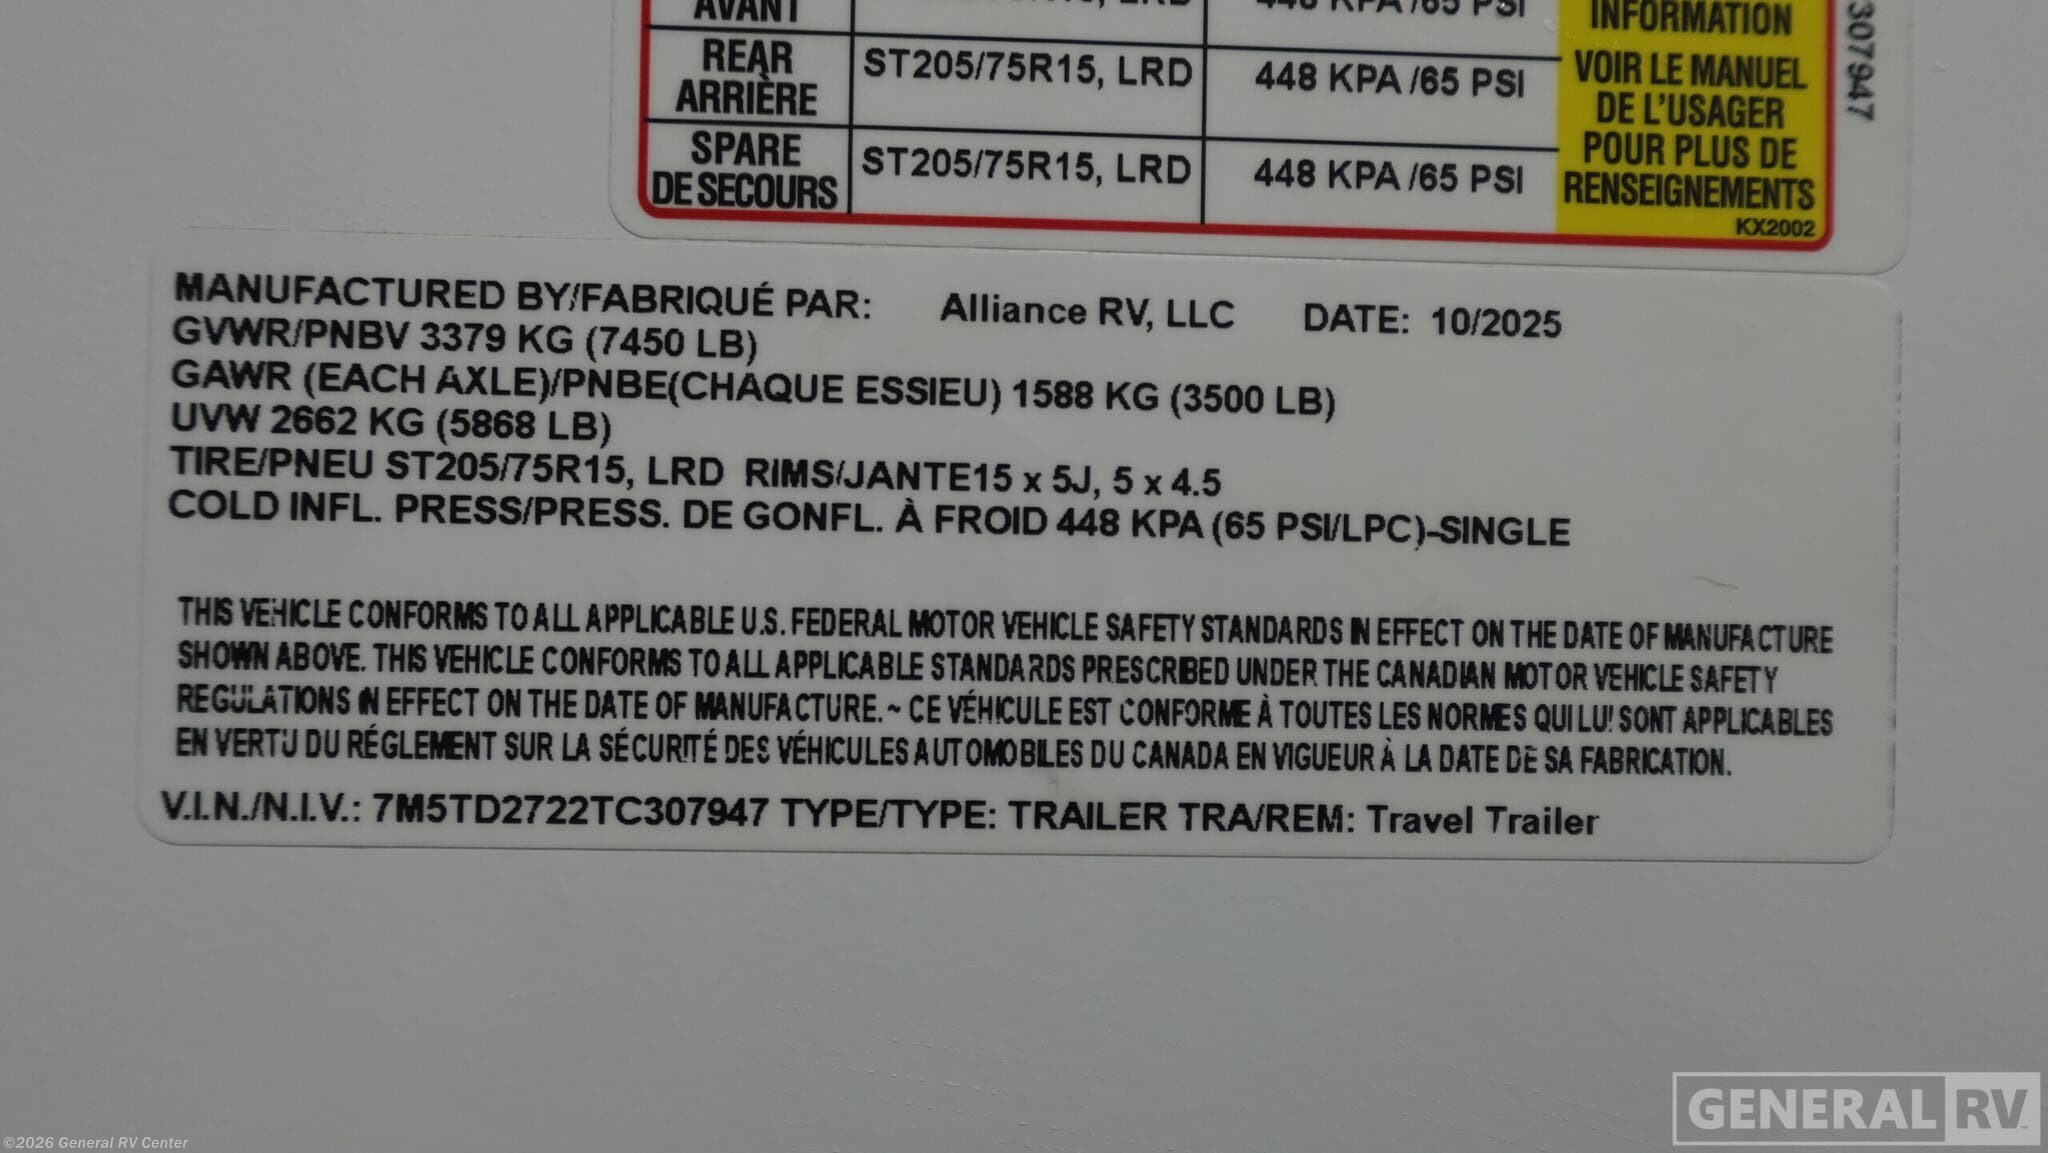 AVANT
448 KPA /65 PSI
INFORMATION
REAR
ARRIÈRE
ST205/75R15, LRD
448 KPA /65 PSI
VOIR LE MANUEL
DE L'USAGER
POUR PLUS DE
RENSEIGNEMENTS
SPARE
DE SECOURS
ST205/75R15, LRD
448 KPA /65 PSI
KX2002
307947
MANUFACTURED BY/FABRIQUÉ PAR: Alliance RV, LLC DATE: 10/2025
GVWR/PNBV 3379 KG (7450 LB)
GAWR (EACH AXLE)/PNBE(CHAQUE ESSIEU) 1588 KG (3500 LB)
UVW 2662 KG (5868 LB)
TIRE/PNEU ST205/75R15, LRD RIMS/JANTE15 x 5J, 5 x 4.5
COLD INFL. PRESS/PRESS. DE GONFL. À FROID 448 KPA (65 PSI/LPC)-SINGLE
THIS VEHICLE CONFORMS TO ALL APPLICABLE U.S. FEDERAL MOTOR VEHICLE SAFETY STANDARDS IN EFFECT ON THE DATE OF MANUFACTURE
SHOWN ABOVE. THIS VEHICLE CONFORMS TO ALL APPLICABLE STANDARDS PRESCRIBED UNDER THE CANADIAN MOTOR VEHICLE SAFETY
REGULATIONS IN EFFECT ON THE DATE OF MANUFACTURE. ~ CE VÉHICULE EST CONFORME À TOUTES LES NORMES QUI LUI SONT APPLICABLES
EN VERTU DU RÉGLEMENT SUR LA SÉCURITÉ DES VÉHICULES AUTOMOBILES DU CANADA EN VIGUEUR À LA DATE DE SA FABRICATION.
V.I.N./N.I.V.: 7M5TD2722TC307947 TYPE/TYPE: TRAILER TRA/REM: Travel Trailer
GENERAL RV
©2026 General RV Center